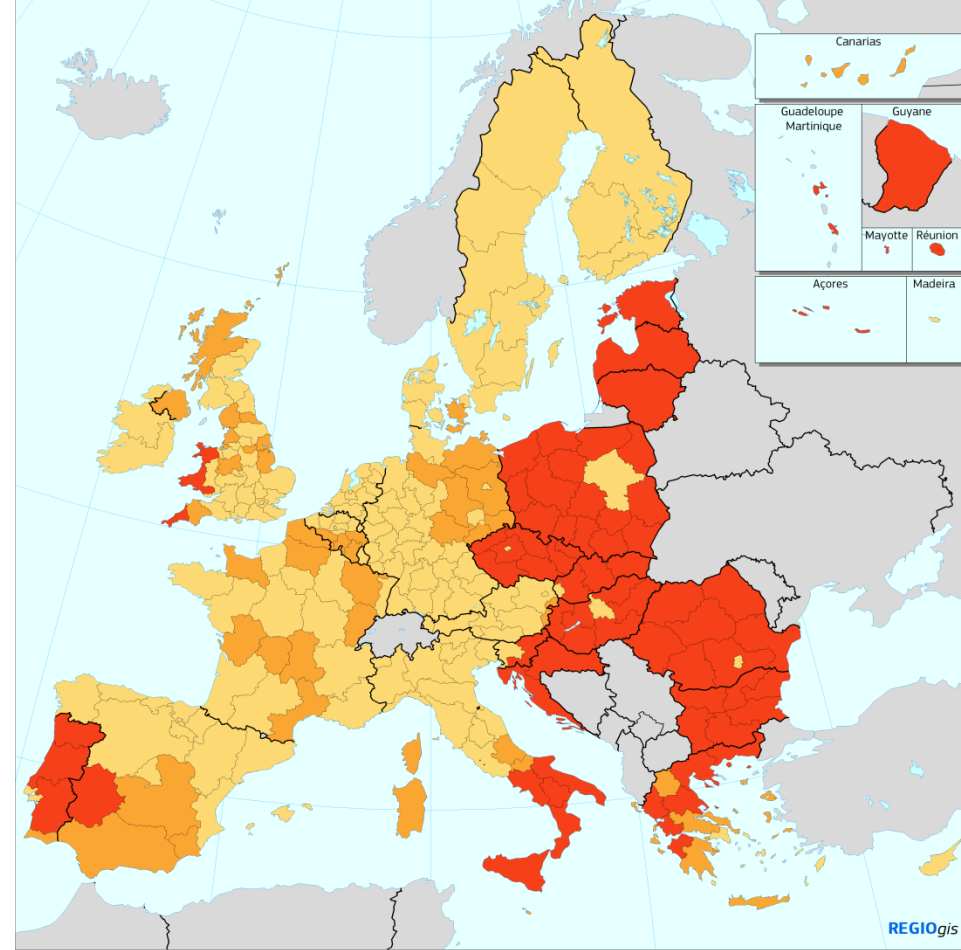 Canarias
Guadeloupe
Martinique
Guyane
Mayotte
Réunion
Açores
Madeira
REGIOgis